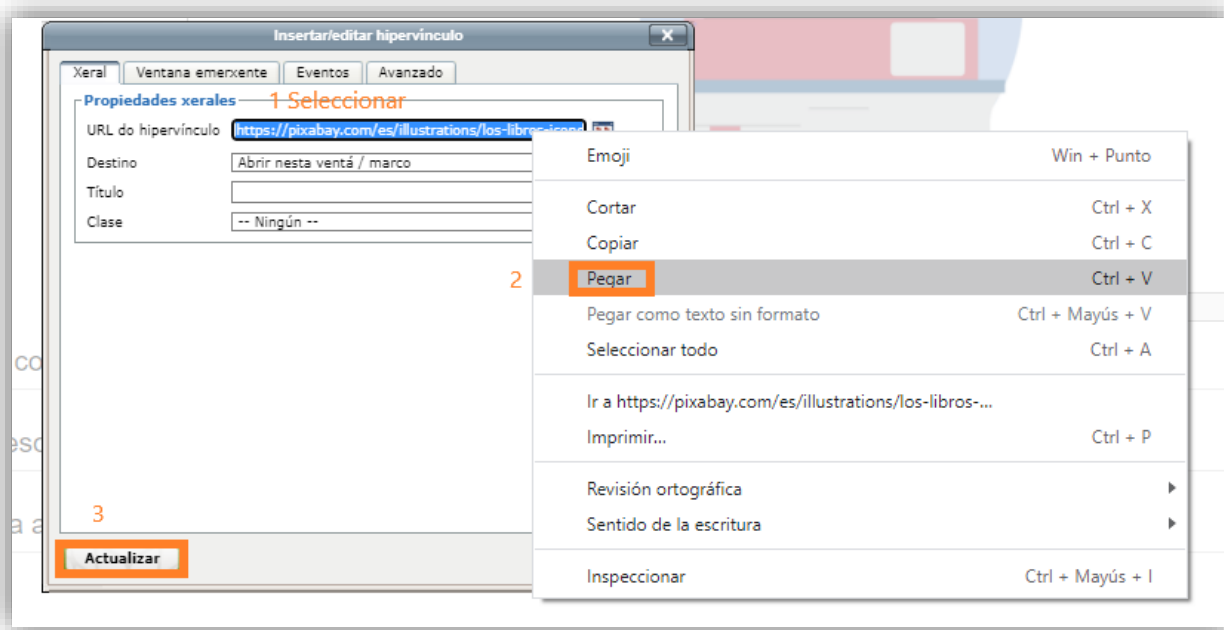 Insertar/editar hipervínculo
Xeral Ventana emerxente Eventos Avanzado
Propiedades xerales
1 Seleccionar
URL do hipervínculo https://pixabay.com/es/illustrations/los-libros-icono
Destino Abrir nesta ventá / marco
Título
Clase -- Ningún --
2
3
Actualizar
Emoji Win + Punto
Cortar Ctrl + X
Copiar Ctrl + C
Pegar Ctrl + V
Pegar como texto sin formato Ctrl + Mayús + V
Seleccionar todo Ctrl + A
Ir a https://pixabay.com/es/illustrations/los-libros-...
Imprimir... Ctrl + P
Revisión ortográfica
Sentido de la escritura
Inspeccionar Ctrl + Mayús + I